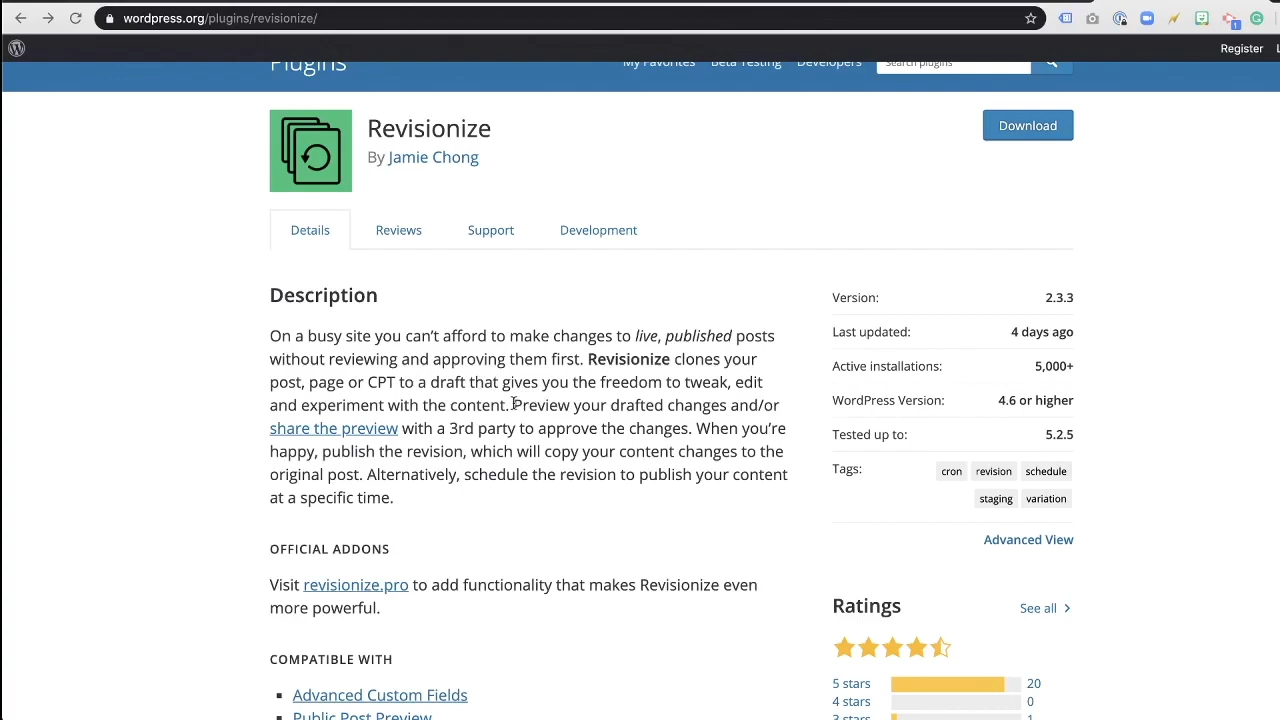 wordpress.org/plugins/revisionize/
1
Register
Plugins
My Favorites Beta Testing Developers Search plugins
Revisionize
By Jamie Chong
Download
Details Reviews Support Development
Description
On a busy site you can't afford to make changes to live, published posts
without reviewing and approving them first. Revisionize clones your
post, page or CPT to a draft that gives you the freedom to tweak, edit
and experiment with the content. Preview your drafted changes and/or
share the preview with a 3rd party to approve the changes. When you're
happy, publish the revision, which will copy your content changes to the
original post. Alternatively, schedule the revision to publish your content
at a specific time.
OFFICIAL ADDONS
Visit revisionize.pro to add functionality that makes Revisionize even
more powerful.
COMPATIBLE WITH
Advanced Custom Fields
Public Post Preview
Version: 2.3.3
Last updated: 4 days ago
Active installations: 5,000+
WordPress Version: 4.6 or higher
Tested up to: 5.2.5
Tags: cron revision schedule
staging variation
Advanced View
Ratings See all
5 stars 20
4 stars 0
3 stars 1